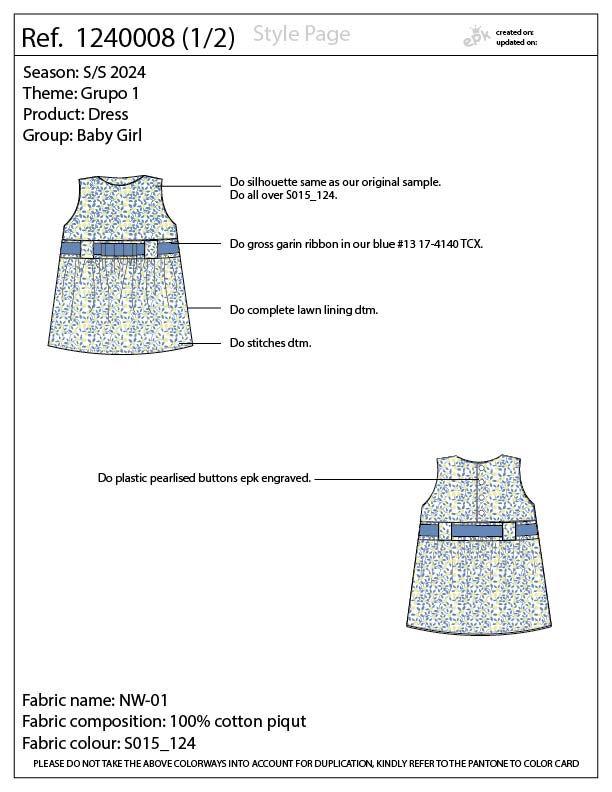 Ref. 1240008 (1/2)
Style Page
epk
created on:
updated on:
Season: S/S 2024
Theme: Grupo 1
Product: Dress
Group: Baby Girl
Do silhouette same as our original sample.
Do all over S015_124.
Do gross garin ribbon in our blue #13 17-4140 TCX.
Do complete lawn lining dtm.
Do stitches dtm.
Do plastic pearlised buttons epk engraved.
Fabric name: NW-01
Fabric composition: 100% cotton piqut
Fabric colour: S015_124
PLEASE DO NOT TAKE THE ABOVE COLORWAYS INTO ACCOUNT FOR DUPLICATION, KINDLY REFER TO THE PANTONE TO COLOR CARD